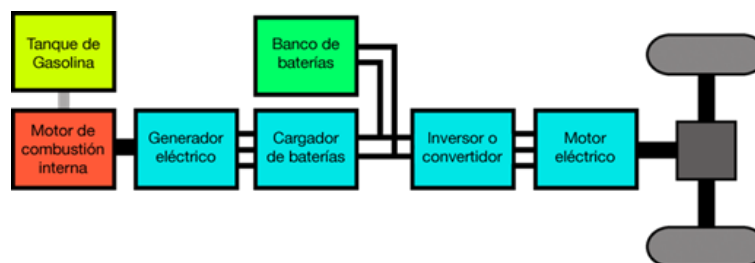 Tanque de
Gasolina
Banco de
baterías
Motor de
combustión
interna
Generador
eléctrico
Cargador
de baterías
Inversor o
convertidor
Motor
eléctrico